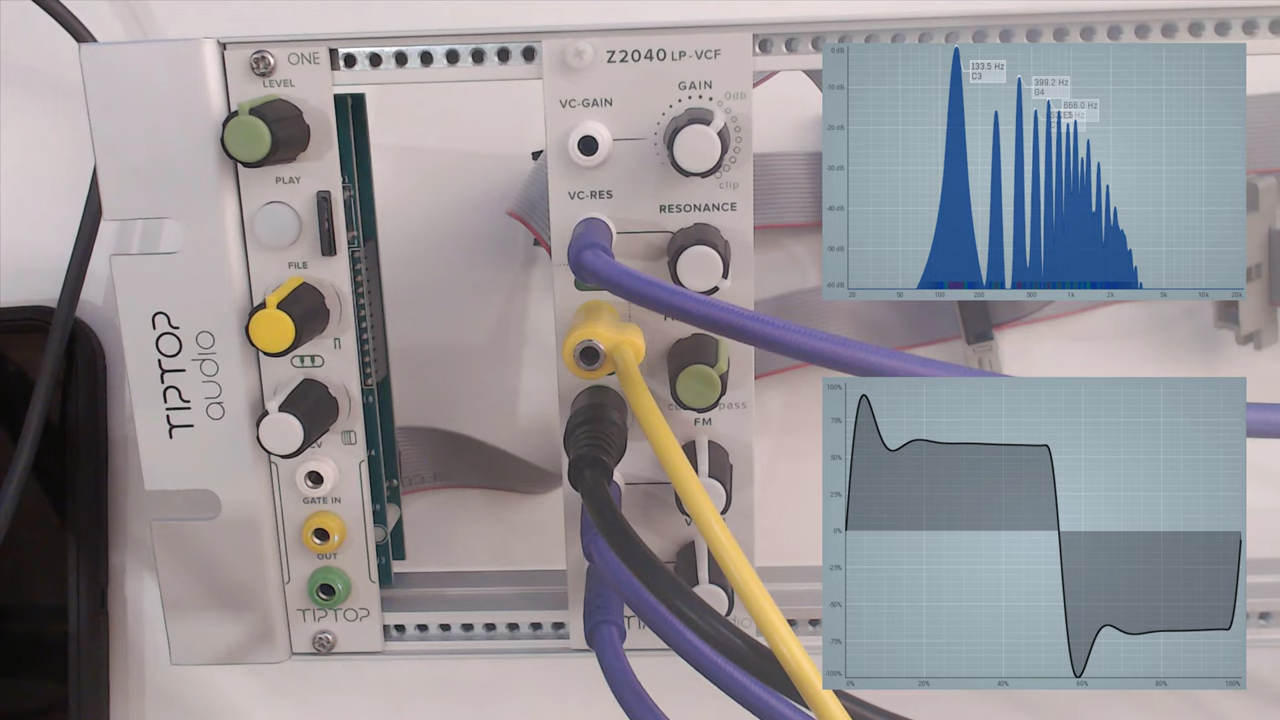 ONE
LEVEL
PLAY
FILE
GATE IN
OUT
TIPTOP
TIPTOP
audio
Z2040 LP-VCF
GAIN
VC-GAIN
0db
clip
VC-RES
RESONANCE
pass
FM
0dB
-10 dB
-20 dB
-30 dB
-40 dB
-50 dB
-60 dB
133.5 Hz
C3
399.2 Hz
G4
666.0 Hz
20
50
100
200
500
1k
2k
5k
10k
20k
100%
75%
50%
0%
-25%
-50%
-75%
-100%
0%
20%
40%
60%
80%
100%